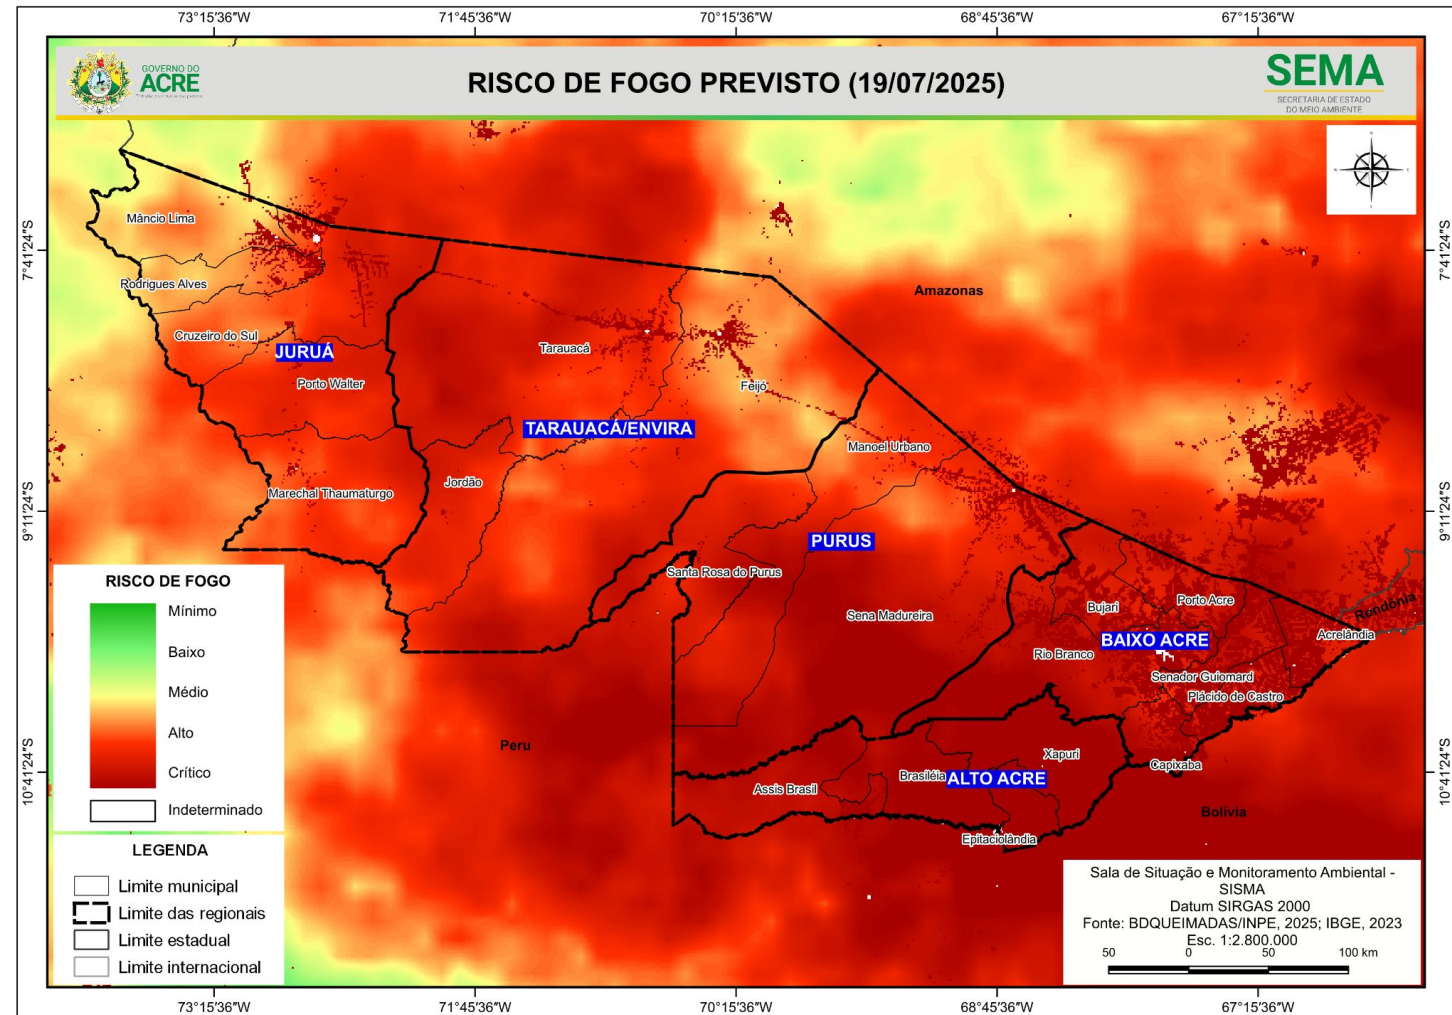 73°15'36"W
71°45'36"W
70°15'36"W
68°45'36"W
67°15'36"W
GOVERNO DO
ACRE
RISCO DE FOGO PREVISTO (19/07/2025)
SEMA
SECRETARIA DE ESTADO
DO MEIO AMBIENTE
7°41'24"S
7°41'24"S
Mâncio Lima
Rodrigues Alves
Amazonas
Cruzeiro do Sul
JURUÁ
Tarauacá
Porto Walter
Feijó
TARAUACÁ/ENVIRA
Manoel Urbano
Jordão
Marechal Thaumaturgo
9°11'24"S
9°11'24"S
PURUS
Santa Rosa do Purus
Sena Madureira
Bujari
Porto Acre
Rondônia
Acrelândia
BAIXO ACRE
Rio Branco
Senador Guiomard
Plácido de Castro
Peru
Xapuri
Capixaba
Brasiléia
ALTO ACRE
Assis Brasil
10°41'24"S
10°41'24"S
Bolívia
Epitaciolândia
RISCO DE FOGO
Mínimo
Baixo
Médio
Alto
Crítico
Indeterminado
LEGENDA
Limite municipal
Limite das regionais
Limite estadual
Limite internacional
Sala de Situação e Monitoramento Ambiental -
SISMA
Datum SIRGAS 2000
Fonte: BDQUEIMADAS/INPE, 2025; IBGE, 2023
Esc. 1:2.800.000
50 0 50 100 km
73°15'36"W
71°45'36"W
70°15'36"W
68°45'36"W
67°15'36"W